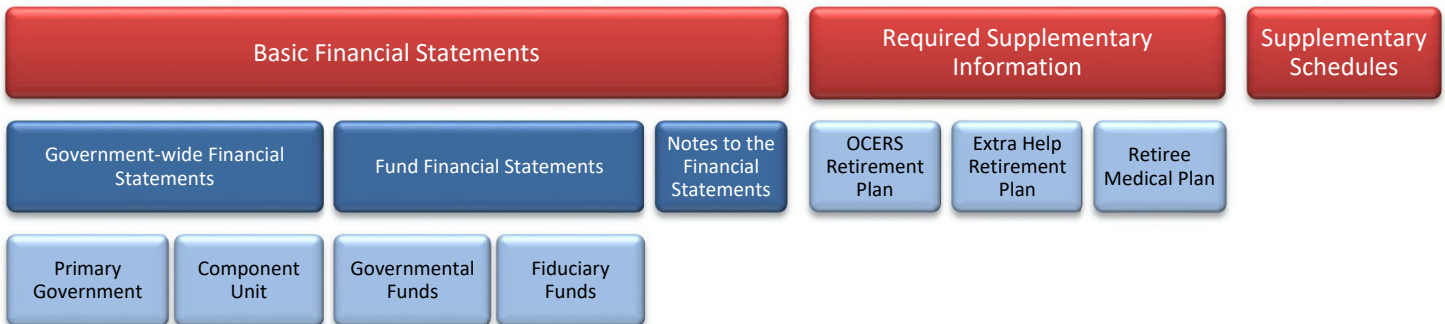 Basic Financial Statements
Required Supplementary
Information
Supplementary
Schedules
Government-wide Financial
Statements
Fund Financial Statements
Notes to the
Financial
Statements
OCERS
Retirement
Plan
Extra Help
Retirement
Plan
Retiree
Medical Plan
Primary
Government
Component
Unit
Governmental
Funds
Fiduciary
Funds